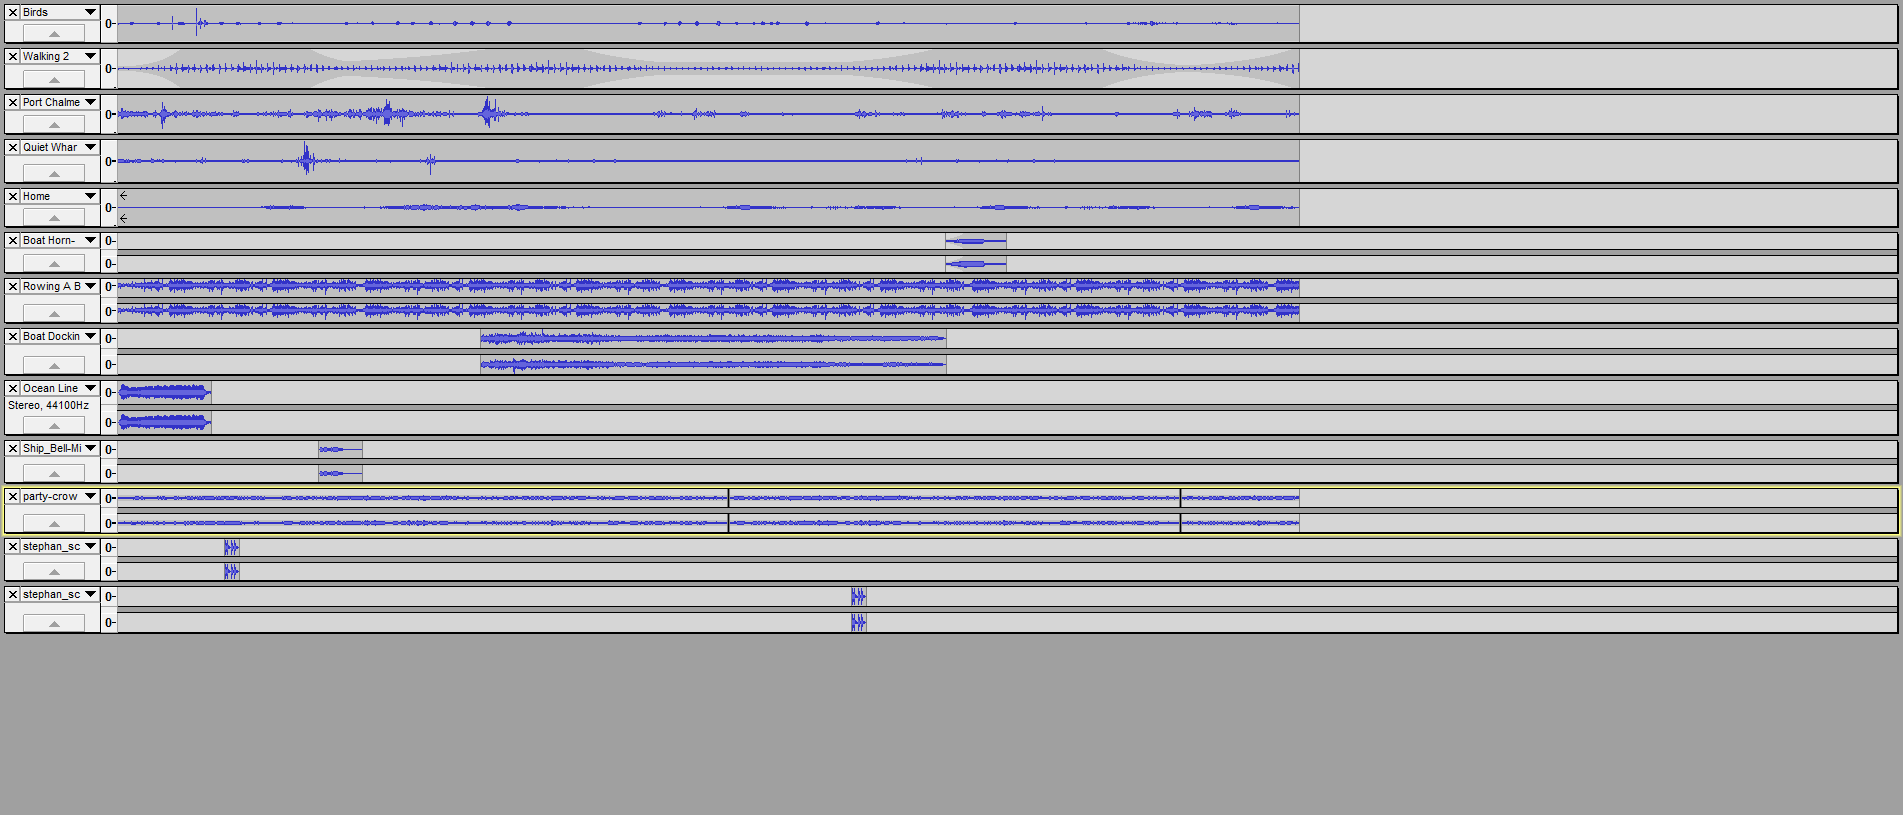 Birds
0-
Walking 2
0-
Port Chalme
0-
Quiet Whar
0-
Home
0-
Boat Horn-
0-
0-
Rowing A B
0-
0-
Boat Dockin
0-
0-
Ocean Line
0-
Stereo, 44100Hz
0-
Ship_Bell-Mi
0-
0-
party-crow
0-
0-
stephan_sc
0-
0-
stephan_sc
0-
0-